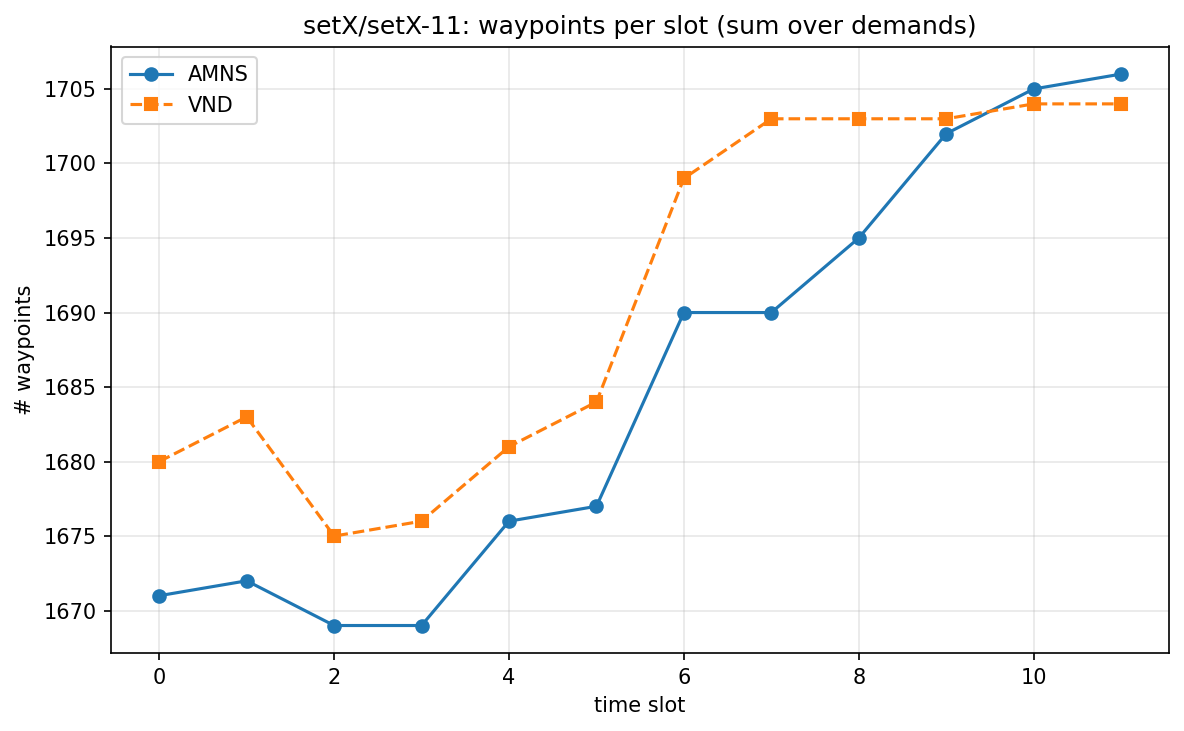 setX/setX-11: waypoints per slot (sum over demands)
AMNS
VND
# waypoints
1705
1700
1695
1690
1685
1680
1675
1670
0 2 4 6 8 10
time slot